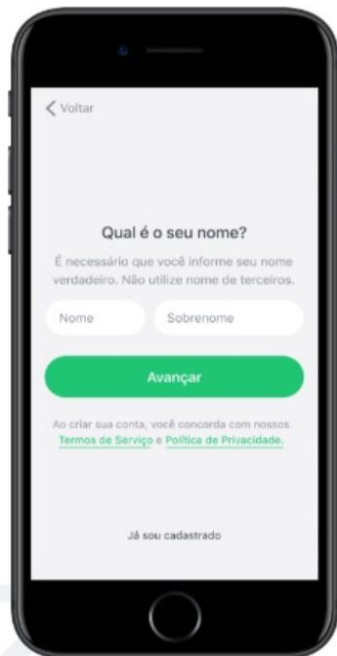 Voltar
Qual é o seu nome?
É necessário que você informe seu nome
verdadeiro. Não utilize nome de terceiros.
Nome Sobrenome
Avançar
Ao criar sua conta, você concorda com nossos
Termos de Serviço e Política de Privacidade.
Já sou cadastrado